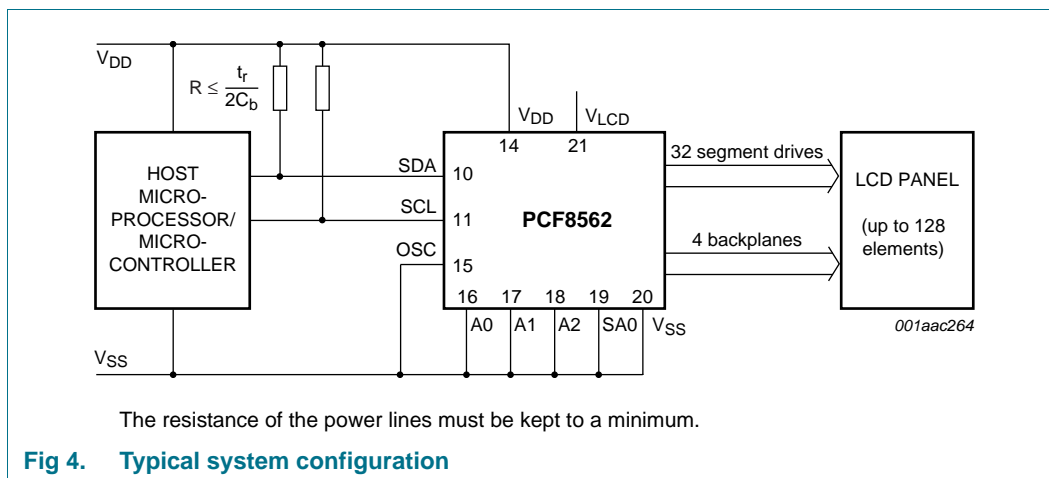 VDD
R ≤ tr
2Cb
VDD
VLCD
14
21
HOST
MICRO-
PROCESSOR/
MICRO-
CONTROLLER
SDA
10
SCL
11
OSC
15
PCF8562
32 segment drives
4 backplanes
LCD PANEL
(up to 128
elements)
16 17 18 19 20
A0 A1 A2 SA0 VSS
001aac264
VSS
The resistance of the power lines must be kept to a minimum.
Fig 4. Typical system configuration